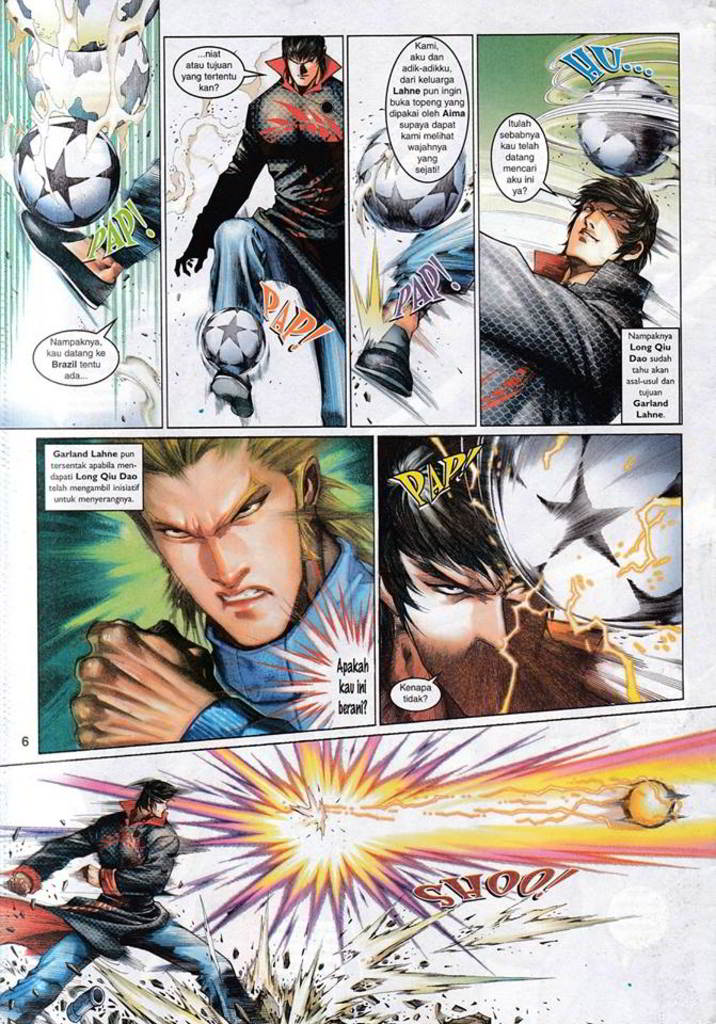 PAP!
Nampaknya,
kau datang ke
Brazil tentu
ada...
...niat
atau tujuan
yang tertentu
kan?
PAP!
Kami,
aku dan
adik-adikku,
dari keluarga
Lahne pun ingin
buka topeng yang
dipakai oleh Aima
supaya dapat
kami melihat
wajahnya
yang
sejati!
PAP!
HU...
Itulah
sebabnya
kau telah
datang
mencari
aku ini
ya?
Nampaknya
Long Qiu
Dao sudah
tahu akan
asal-usul dan
tujuan
Garland
Lahne.
Garland Lahne pun
tersentak apabila men-
dapati Long Qiu Dao
telah mengambil inisiatif
untuk menyerangnya.
Apakah
kau ini
berani?
PAP!
Kenapa
tidak?
6
SHOO!